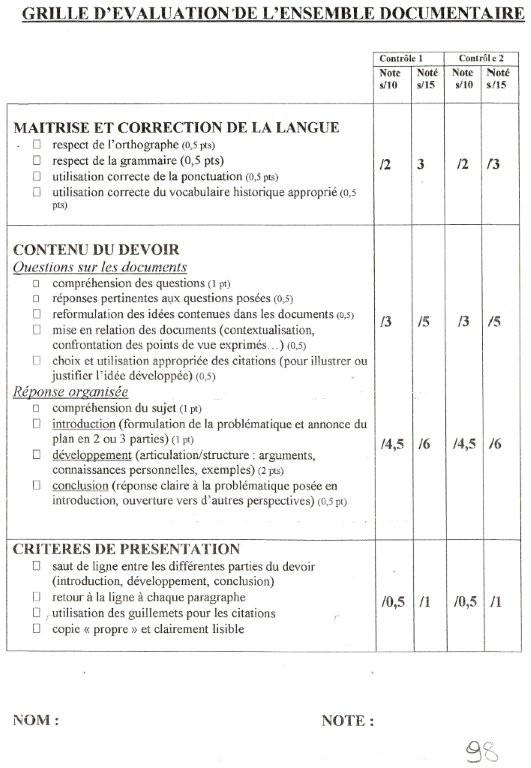 GRILLE D'EVALUATION DE L'ENSEMBLE DOCUMENTAIRE
Contrôle 1 Contrôle 2
Note Noté Note Noté
s/10 s/15 s/10 s/15
MAITRISE ET CORRECTION DE LA LANGUE
□ respect de l'orthographe (0,5 pts)
□ respect de la grammaire (0,5 pts)
□ utilisation correcte de la ponctuation (0,5 pts)
□ utilisation correcte du vocabulaire historique approprié (0,5
pts)
/2 3 /2 /3
CONTENU DU DEVOIR
Questions sur les documents
□ compréhension des questions (1 pt)
□ réponses pertinentes aux questions posées (0,5)
□ reformulation des idées contenues dans les documents (0,5)
□ mise en relation des documents (contextualisation,
confrontation des points de vue exprimés…) (0,5)
□ choix et utilisation appropriée des citations (pour illustrer ou
justifier l'idée développée) (0,5)
/3 /5 /3 /5
Réponse organisée
□ compréhension du sujet (1 pt)
□ introduction (formulation de la problématique et annonce du
plan en 2 ou 3 parties) (1 pt)
□ développement (articulation/structure : arguments,
connaissances personnelles, exemples) (2 pts)
□ conclusion (réponse claire à la problématique posée en
introduction, ouverture vers d'autres perspectives) (0,5 pt)
/4,5 /6 /4,5 /6
CRITERES DE PRESENTATION
□ saut de ligne entre les différentes parties du devoir
(introduction, développement, conclusion)
□ retour à la ligne à chaque paragraphe
□ utilisation des guillemets pour les citations
□ copie « propre » et clairement lisible
/0,5 /1 /0,5 /1
NOM : NOTE :
98